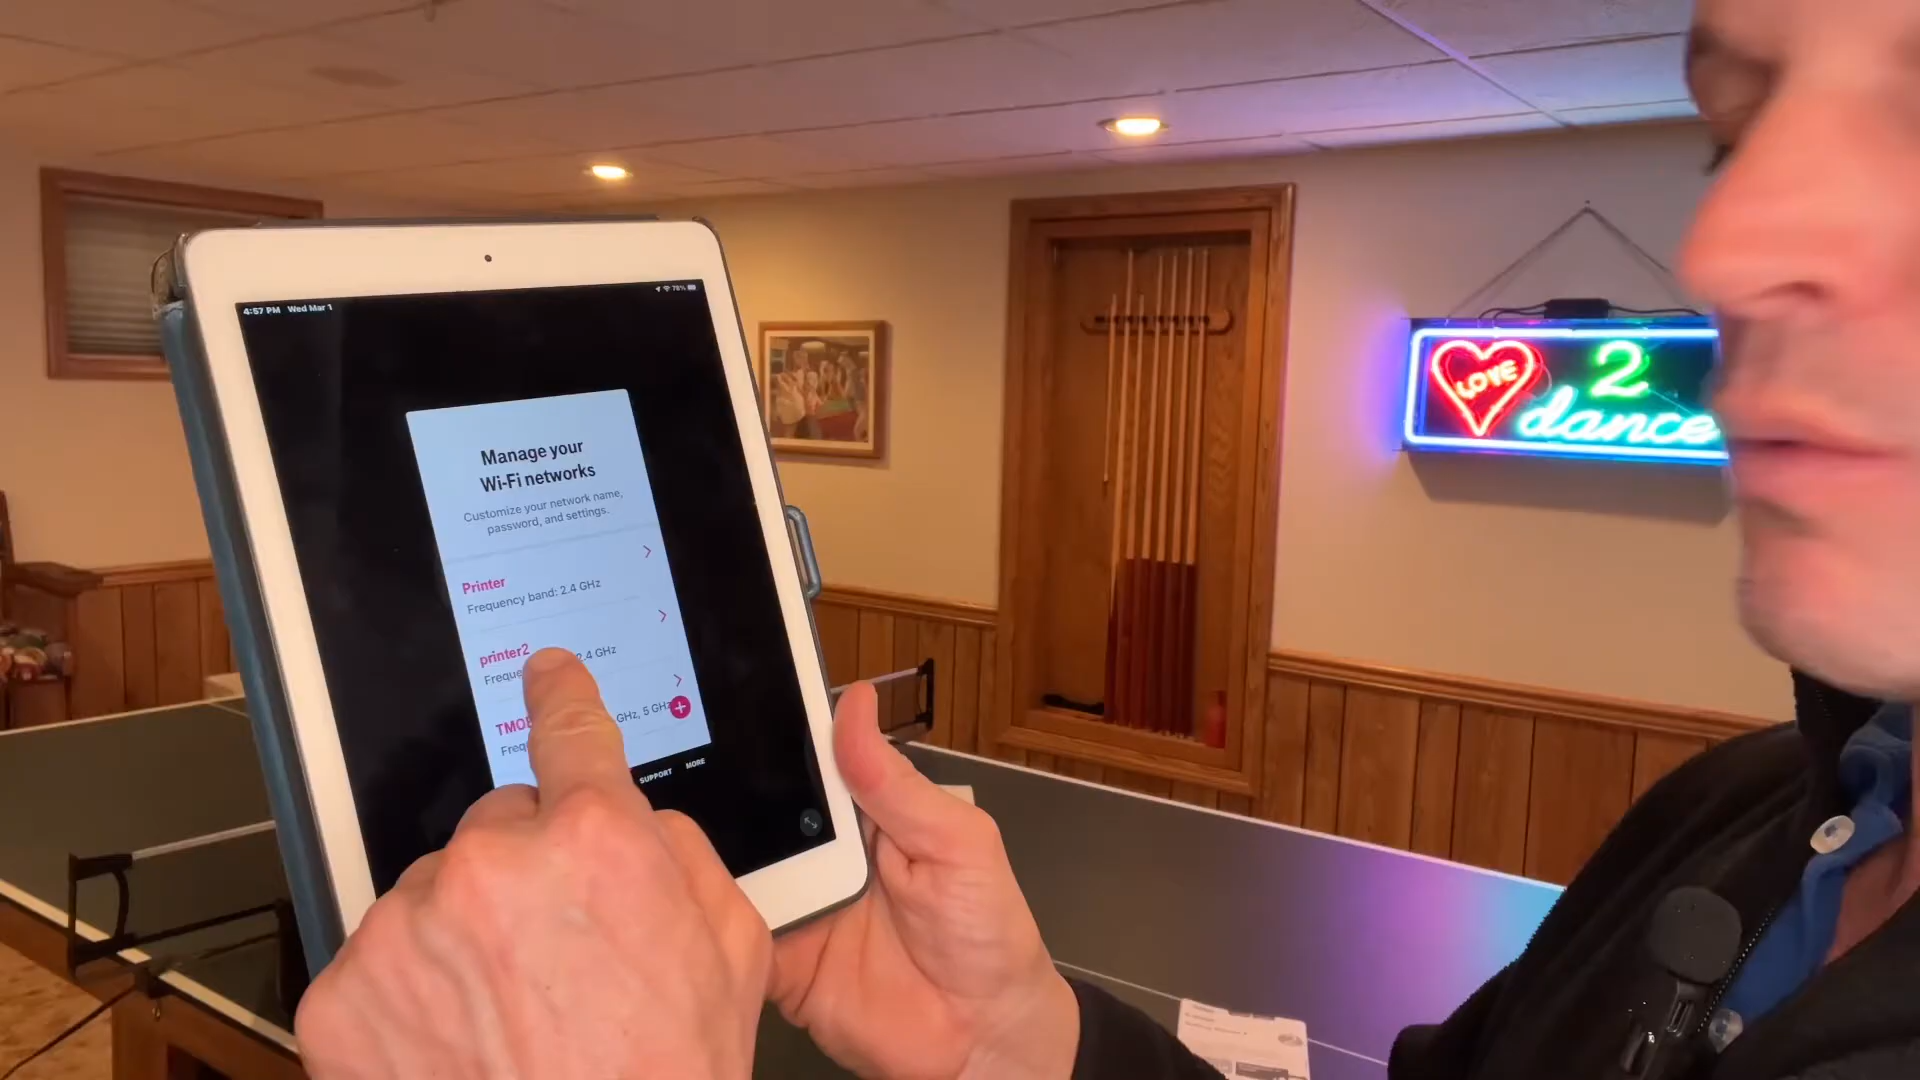 4:57 PM Wed Mar 1
78%
Manage your
Wi-Fi networks
Customize your network name,
password, and settings.
Printer
Frequency band: 2.4 GHz
printer2
2.4 GHz
GHz, 5 GHz
SUPPORT MORE
LOVE
2
dance